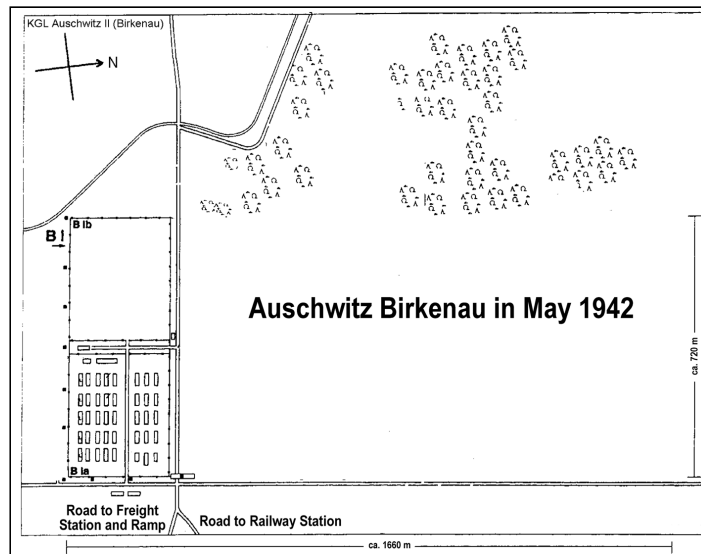 KGL Auschwitz II (Birkenau)
N
B Ib
B I
Auschwitz Birkenau in May 1942
ca. 720 m
B Ia
Road to Freight
Station and Ramp
Road to Railway Station
ca. 1660 m